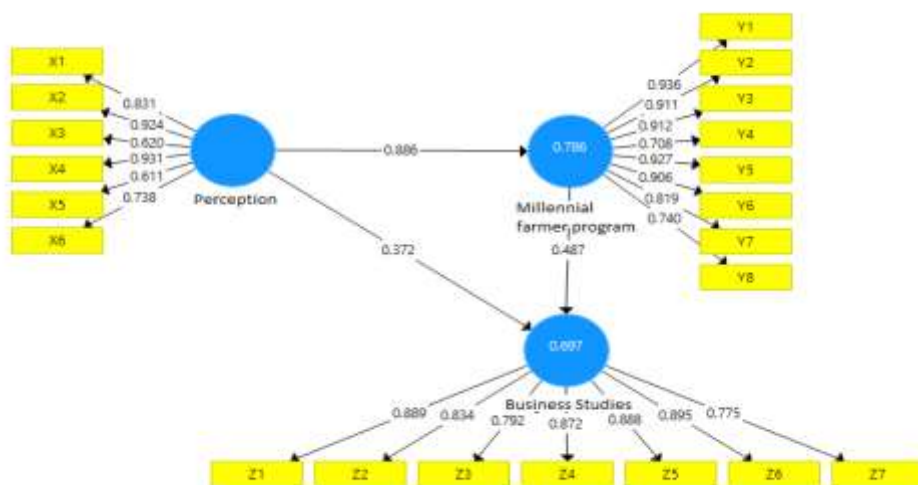 X1
X2
X3
X4
X5
X6
0.831
0.924
0.620
0.931
0.611
0.738
Perception
0.886
0.372
0.786
Millennial
farmer program
0.487
Y1
Y2
Y3
Y4
Y5
Y6
Y7
Y8
0.936
0.911
0.912
0.708
0.927
0.906
0.819
0.740
0.697
Business Studies
0.889
0.834
0.792
0.872
0.888
0.895
0.775
Z1
Z2
Z3
Z4
Z5
Z6
Z7